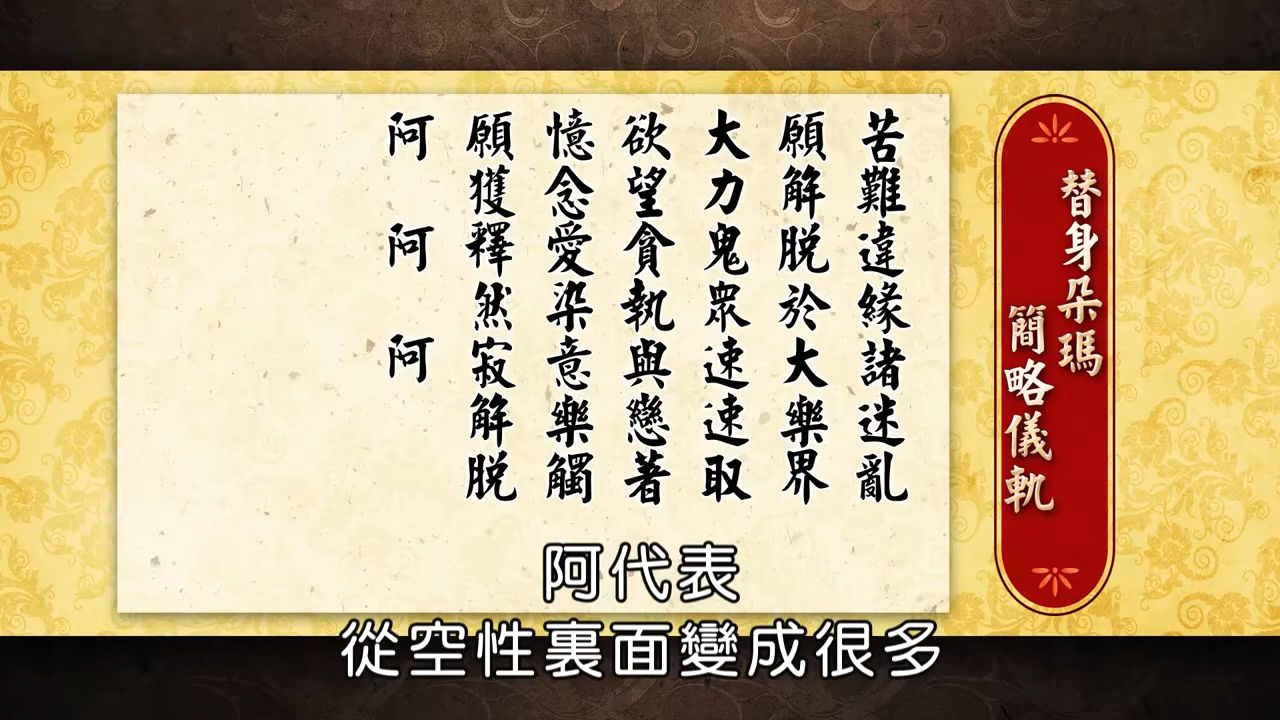 替身朵瑪
簡略儀軌
苦難違緣諸迷亂
願解脫於大樂界
大力鬼眾速速取
欲望貪執與戀著
憶念愛染意樂觸
願獲釋然寂解脫
阿 阿 阿
阿代表
從空性裏面變成很多